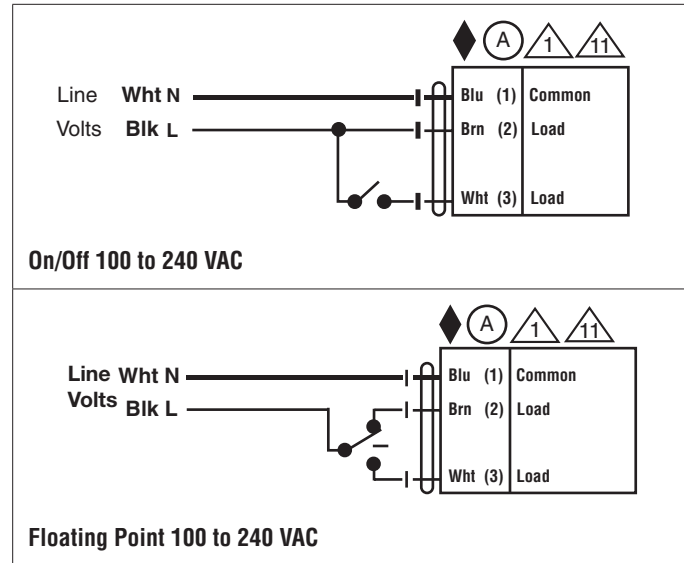 A 1 11
Line Wht N Blu (1) Common
Volts Blk L Brn (2) Load
Wht (3) Load
On/Off 100 to 240 VAC
A 1 11
Line Wht N Blu (1) Common
Volts Blk L Brn (2) Load
Wht (3) Load
Floating Point 100 to 240 VAC